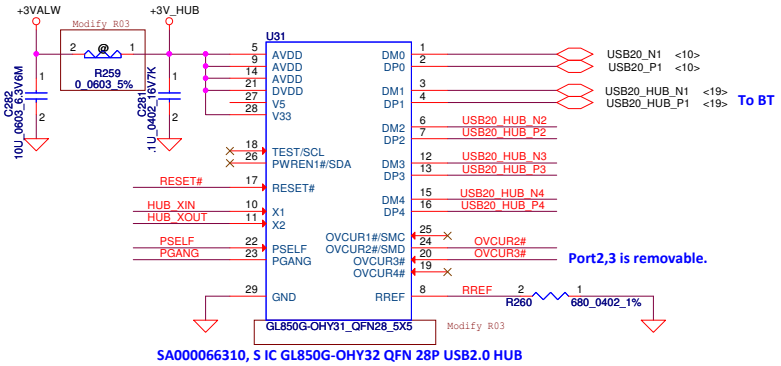 +3VALW
+3V_HUB
Modify R03
@
2 1
R259
0_0603_5%
C282
10U_0603_6.3V6M
1
2
C281
.1U_0402_16V7K
1
2
U31
5 AVDD
9 AVDD
14 AVDD
21 DVDD
27 V5
28 V33
18 TEST/SCL
26 PWREN1#/SDA
RESET# 17 RESET#
HUB_XIN 10 X1
HUB_XOUT 11 X2
PSELF 22 PSELF
PGANG 23 PGANG
29 GND
DM0 1 USB20_N1 <10>
DP0 2 USB20_P1 <10>
DM1 3 USB20_HUB_N1 <19>
DP1 4 USB20_HUB_P1 <19>
To BT
DM2 6 USB20_HUB_N2
DP2 7 USB20_HUB_P2
DM3 12 USB20_HUB_N3
DP3 13 USB20_HUB_P3
DM4 15 USB20_HUB_N4
DP4 16 USB20_HUB_P4
OVCUR1#/SMC 25
OVCUR2#/SMD 24 OVCUR2#
OVCUR3# 20 OVCUR3#
OVCUR4# 19
Port2,3 is removable.
RREF 8 RREF 2 1
R260 680_0402_1%
GL850G-OHY31_QFN28_5X5
Modify R03
SA000066310, S IC GL850G-OHY32 QFN 28P USB2.0 HUB